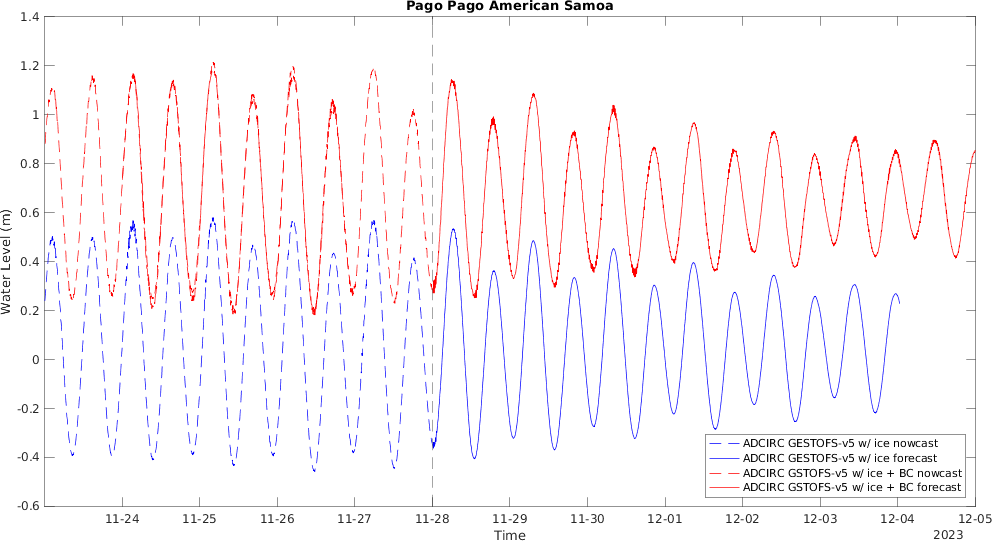 Pago Pago American Samoa
1.4
1.2
1
0.8
0.6
0.4
0.2
0
-0.2
-0.4
-0.6
Water Level (m)
11-24 11-25 11-26 11-27 11-28 11-29 11-30 12-01 12-02 12-03 12-04 12-05
Time
2023
ADCIRC GESTOFS-v5 w/ ice nowcast
ADCIRC GESTOFS-v5 w/ ice forecast
ADCIRC GSTOFS-v5 w/ ice + BC nowcast
ADCIRC GSTOFS-v5 w/ ice + BC forecast